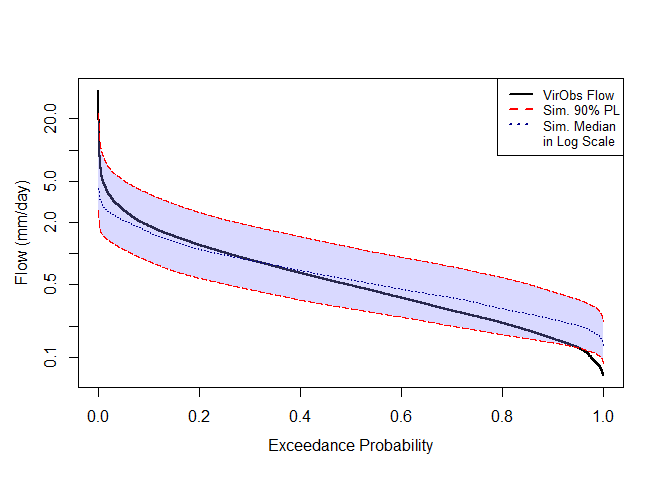 VirObs Flow
Sim. 90% PL
Sim. Median
in Log Scale
Flow (mm/day)
20.0
5.0
2.0
0.5
0.1
0.0 0.2 0.4 0.6 0.8 1.0
Exceedance Probability